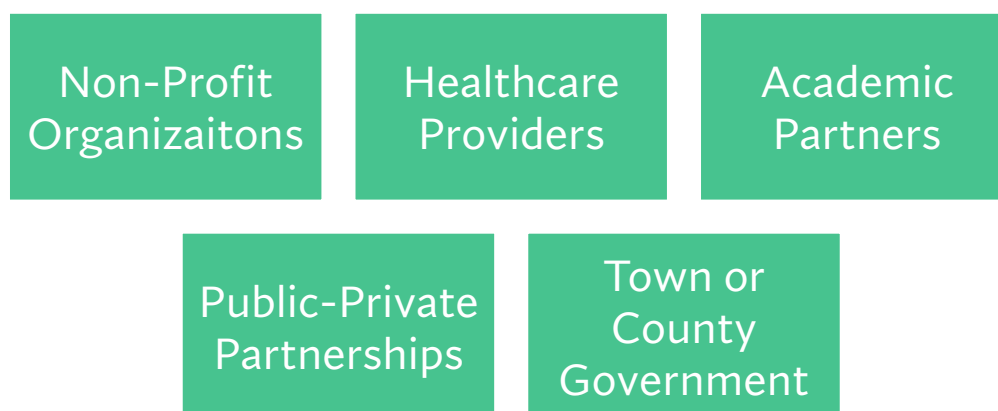 Non-Profit
Organizaitons
Healthcare
Providers
Academic
Partners
Public-Private
Partnerships
Town or
County
Government